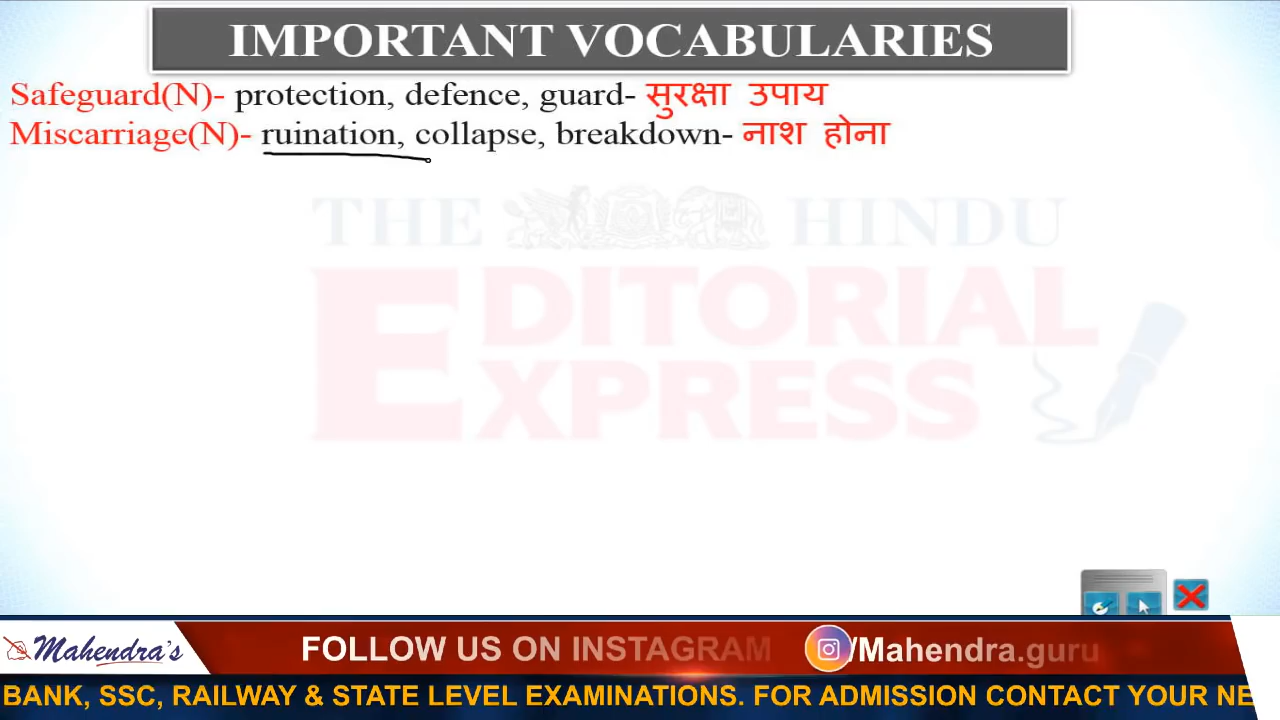 IMPORTANT VOCABULARIES
Safeguard(N)- protection, defence, guard- सुरक्षा उपाय
Miscarriage(N)- ruination, collapse, breakdown- नाश होना
THE HINDU
EDITORIAL
EXPRESS
Mahendra's
FOLLOW US ON INSTAGRAM /Mahendra.guru
BANK, SSC, RAILWAY & STATE LEVEL EXAMINATIONS. FOR ADMISSION CONTACT YOUR NE